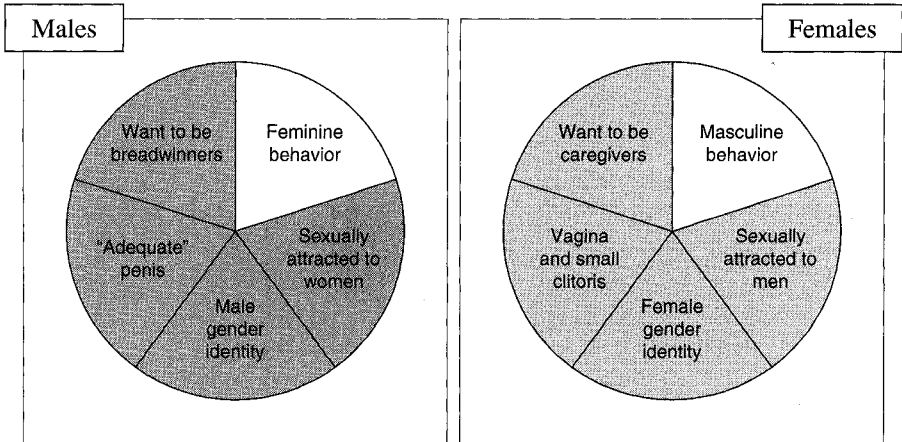 Males
Want to be
breadwinners
Feminine
behavior
"Adequate"
penis
Sexually
attracted to
women
Male
gender
identity
Females
Want to be
caregivers
Masculine
behavior
Vagina
and small
clitoris
Sexually
attracted to
men
Female
gender
identity